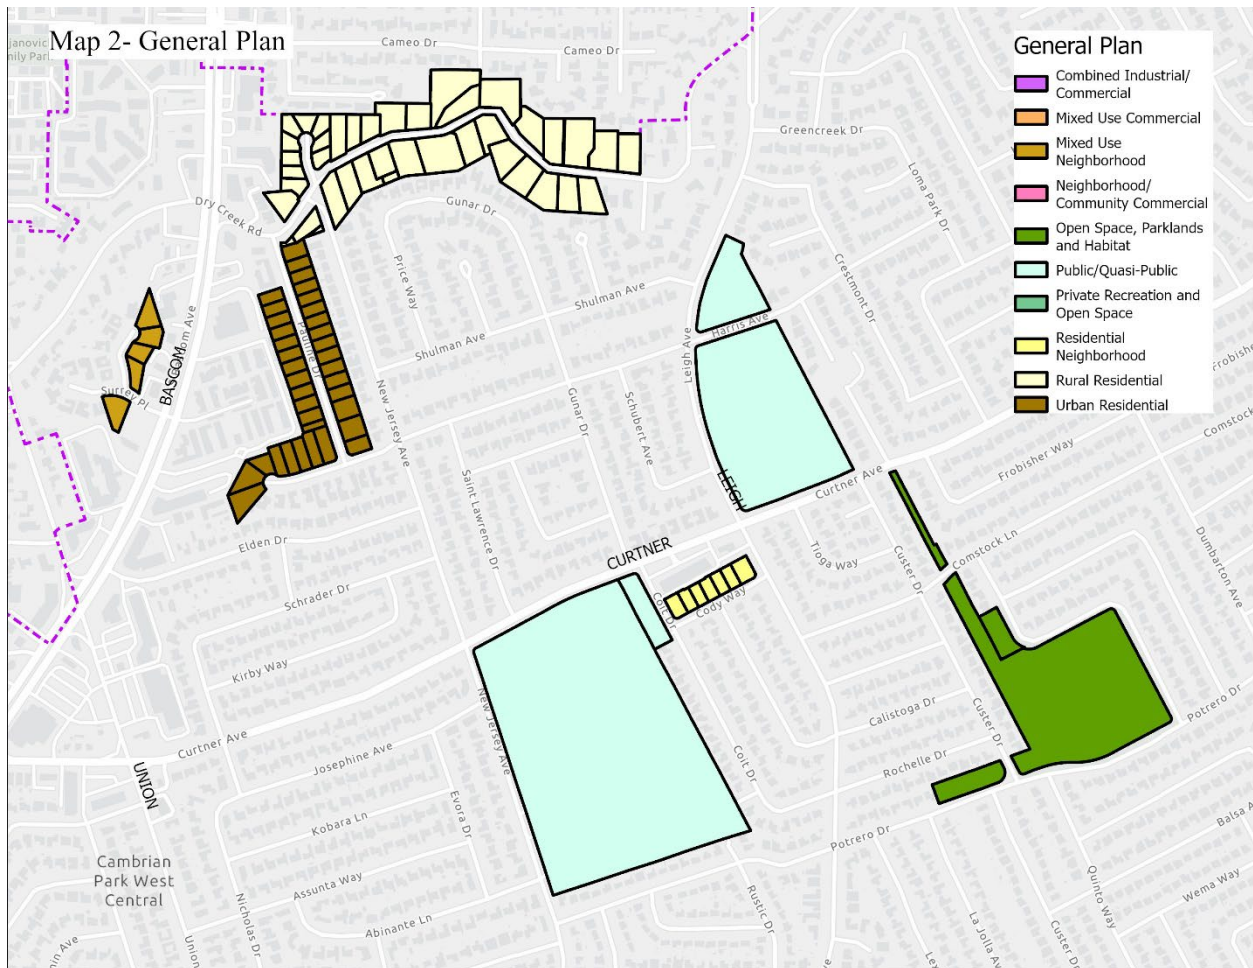 Map 2- General Plan
Cameo Dr
Cameo Dr
General Plan
Combined Industrial/
Commercial
Mixed Use Commercial
Mixed Use
Neighborhood
Neighborhood/
Community Commercial
Open Space, Parklands
and Habitat
Public/Quasi-Public
Private Recreation and
Open Space
Residential
Neighborhood
Rural Residential
Urban Residential
Greencreek Dr
Loma Park Dr
Dry Creek Rd
Gunar Dr
Price Way
Shulman Ave
Crestmont Dr
Harris Ave
Leigh Ave
Shulman Ave
Pauline Dr
BASCOM
Surrey Pl
New Jersey Ave
Gunar Dr
Schubert Ave
Frobisher Way
Comstock
LEIGH
Curtner Ave
Saint Lawrence Dr
Elden Dr
CURTNER
Tioga Way
Custer Dr
Comstock Ln
Dumbarton Ave
Schrader Dr
Coit Dr
Cody Way
Kirby Way
New Jersey Ave
Calistoga Dr
Custer Dr
Potrero Dr
Curtner Ave
Josephine Ave
Coit Dr
Rochelle Dr
UNION
Evora Dr
Kobara Ln
Potrero Dr
Balsa
Cambrian
Park West
Central
Assunta Way
Nicholas Dr
Abinante Ln
Rustic Dr
Quinto Way
Wema Way
La Jolla Ave
Custer Dr
Union